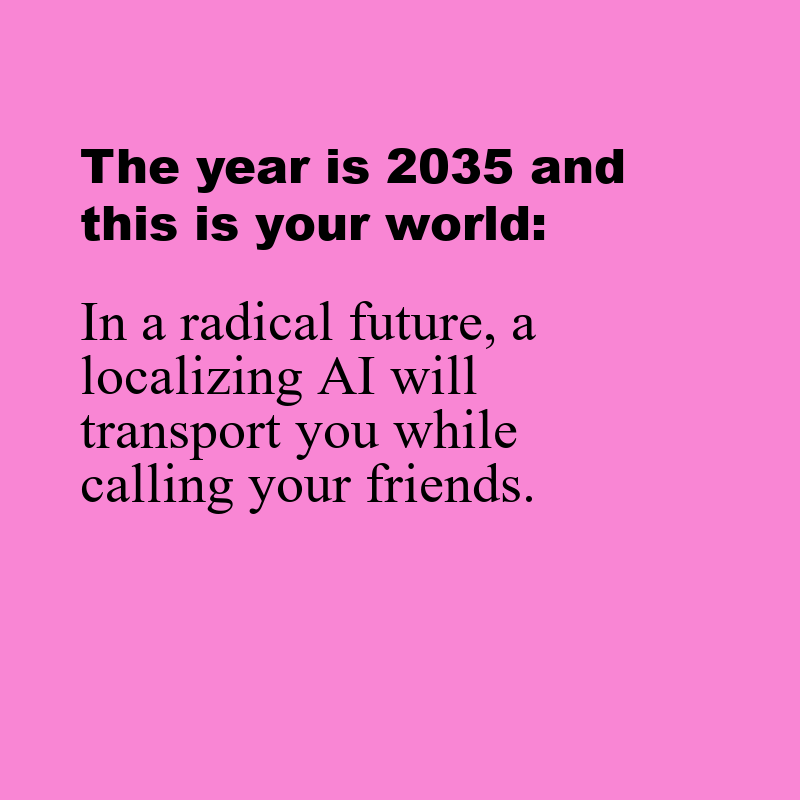 The year is 2035 and
this is your world:
In a radical future, a
localizing AI will
transport you while
calling your friends.